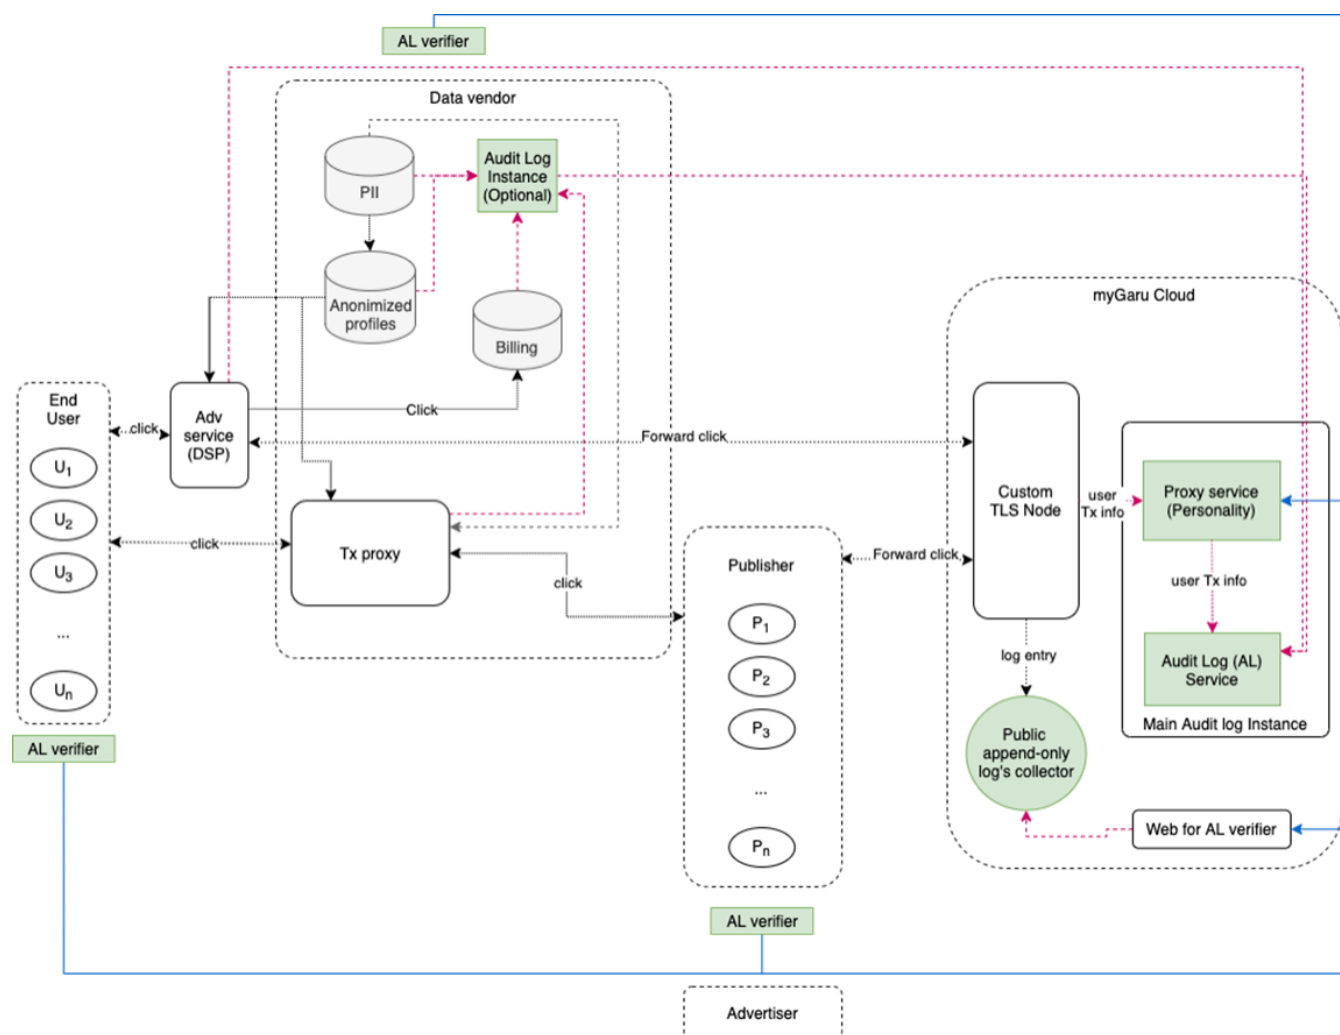 AL verifier
Data vendor
PII
Audit Log
Instance
(Optional)
Anonimized
profiles
Billing
myGaru Cloud
End
User
U1
U2
U3
...
Un
click
Adv
service
(DSP)
Click
Forward click
click
Tx proxy
click
Publisher
P1
P2
P3
...
Pn
Forward click
Custom
TLS Node
user
Tx info
Proxy service
(Personality)
user Tx info
Audit Log (AL)
Service
Main Audit log Instance
log entry
Public
append-only
log's collector
Web for AL verifier
AL verifier
AL verifier
Advertiser